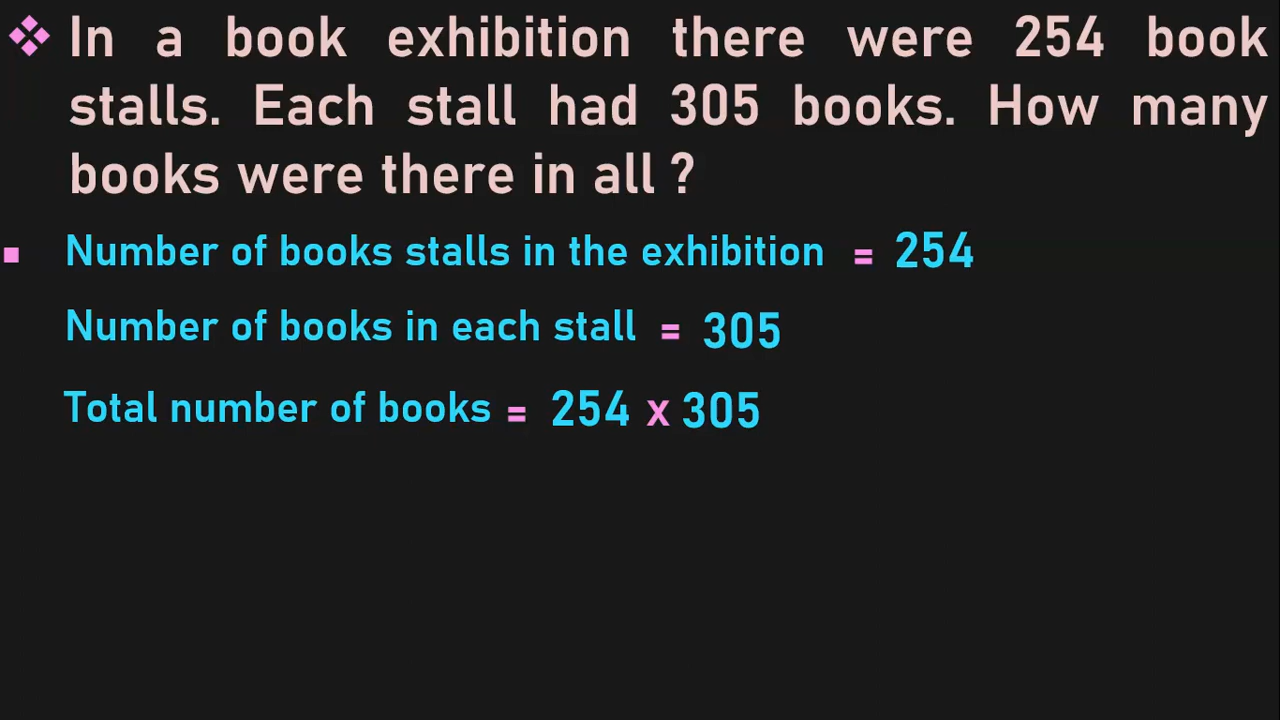 ❖ In a book exhibition there were 254 book
stalls. Each stall had 305 books. How many
books were there in all ?
▪ Number of books stalls in the exhibition = 254
Number of books in each stall = 305
Total number of books = 254 x 305